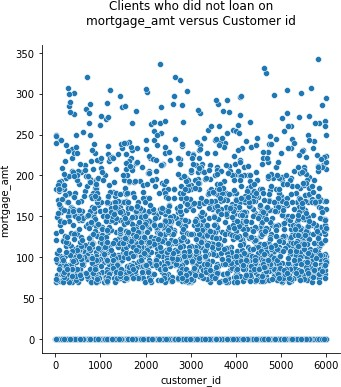 Clients who did not loan on
mortgage_amt versus Customer id
350
300
250
200
150
100
50
0
mortgage_amt
0 1000 2000 3000 4000 5000 6000
customer_id